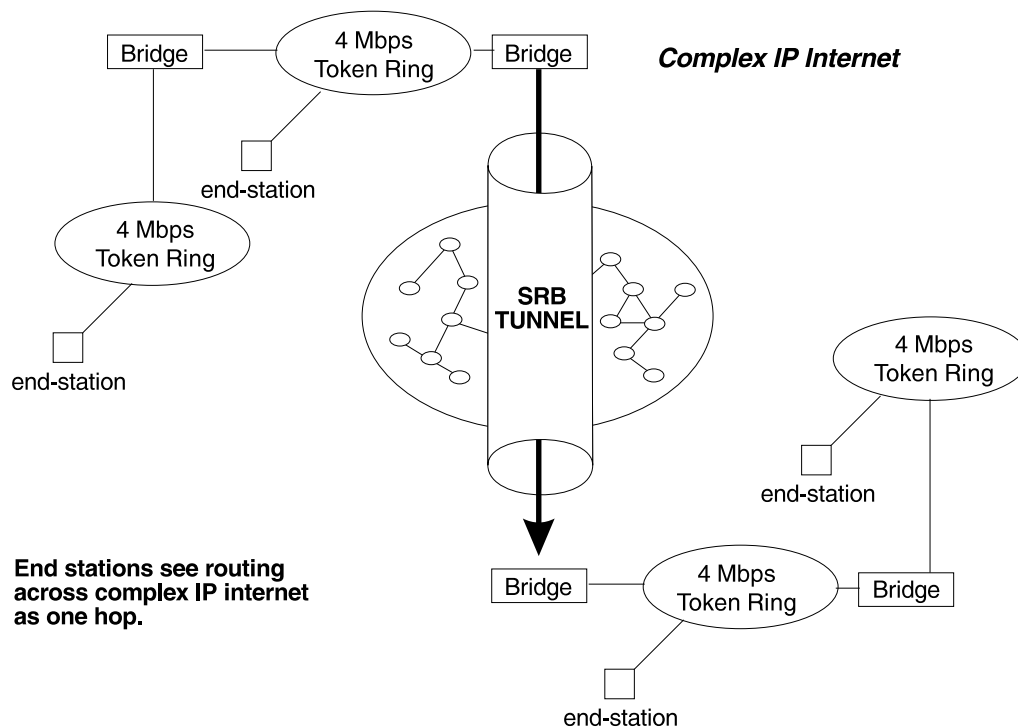 Bridge
4 Mbps
Token Ring
Bridge
Complex IP Internet
end-station
4 Mbps
Token Ring
end-station
SRB
TUNNEL
4 Mbps
Token Ring
end-station
End stations see routing
across complex IP internet
as one hop.
Bridge
4 Mbps
Token Ring
Bridge
end-station